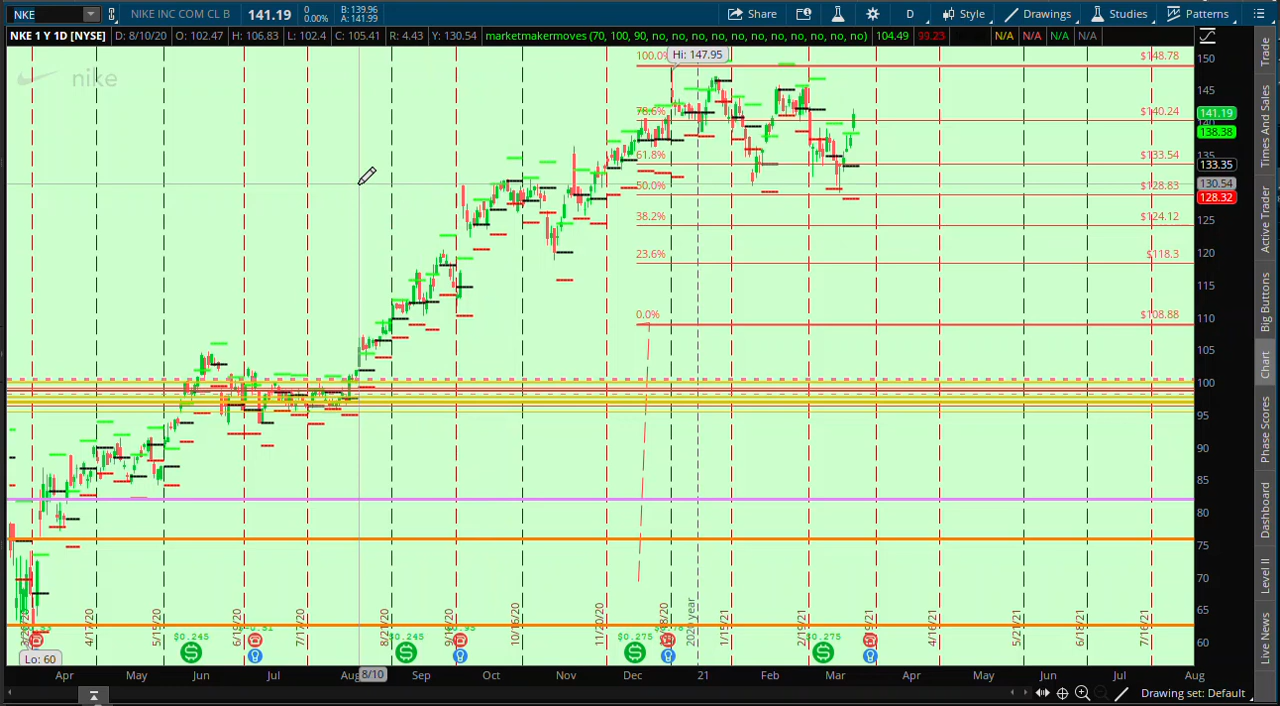 NKE NIKE INC COM CL B 141.19 0.00% B: 139.96 A: 141.99 Share D Style Drawings Studies Patterns
NKE 1 Y 1D [NYSE] D: 8/10/20 O: 102.47 H: 106.83 L: 102.4 C: 105.41 R: 4.43 Y: 130.54 marketmakermoves (70, 100, 90, no, no, no, no, no, no, no, no, no, no, no) 104.49 99.23 N/A N/A N/A N/A
nike
Hi: 147.95
100.0% $148.78
78.6% $140.24
61.8% $133.54
50.0% $128.83
38.2% $124.12
23.6% $118.3
0.0% $108.88
150
145
141.19
140
138.38
135
133.35
130.54
128.32
125
120
115
110
105
100
95
90
85
80
75
70
65
60
4/17/20
5/15/20
6/19/20
7/17/20
8/21/20
10/16/20
11/20/20
2020 year
1/15/21
2/19/21
4/16/21
5/21/21
6/18/21
7/16/21
$0.245
$0.245
$0.275
$0.275
Lo: 60
Apr May Jun Jul Aug 8/10 Sep Oct Nov Dec 21 Feb Mar Apr May Jun Jul Aug
Drawing set: Default
Trade
Times And Sales
Active Trader
Big Buttons
Chart
Phase Scores
Dashboard
Level II
Live News